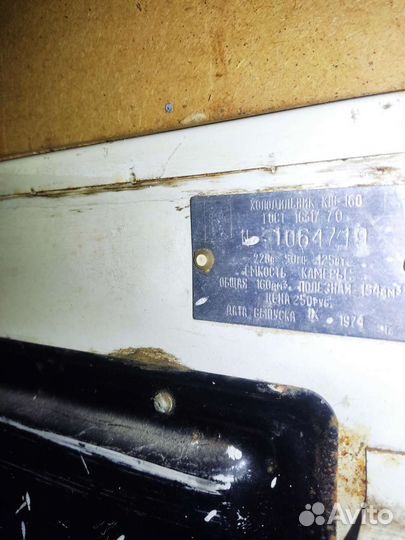 ХОЛОДИЛЬНИК КШ-160
ГОСТ 16317 70
N 1064719
220В 50ГЦ 125ВТ.
ЕМКОСТЬ КАМЕРЫ:
ОБЩАЯ 160ДМ³. ПОЛЕЗНАЯ 154ДМ³
ЦЕНА 250РУБ.
ДАТА ВЫПУСКА IX 1974
Avito